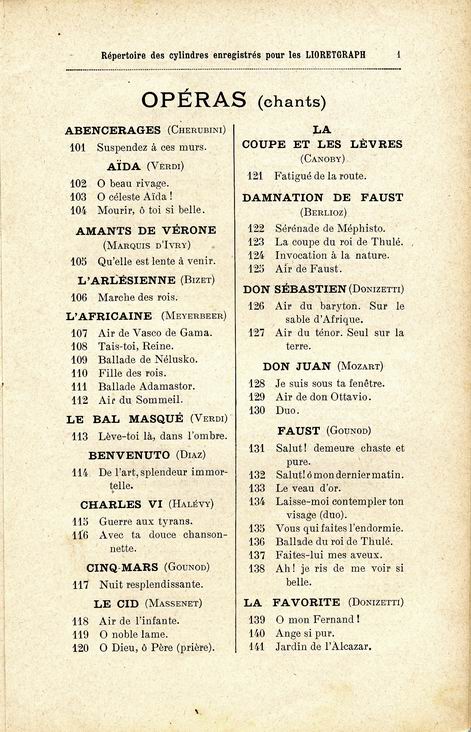 Répertoire des cylindres enregistrés pour les LIORETGRAPH 1
OPÉRAS (chants)
ABENCERAGES (Cherubini)
101 Suspendez à ces murs.
AÏDA (Verdi)
102 O beau rivage.
103 O céleste Aïda !
104 Mourir, ô toi si belle.
AMANTS DE VÉRONE
(Marquis d'Ivry)
105 Qu'elle est lente à venir.
L'ARLÉSIENNE (Bizet)
106 Marche des rois.
L'AFRICAINE (Meyerbeer)
107 Air de Vasco de Gama.
108 Tais-toi, Reine.
109 Ballade de Nélusko.
110 Fille des rois.
111 Ballade Adamastor.
112 Air du Sommeil.
LE BAL MASQUÉ (Verdi)
113 Lève-toi là, dans l'ombre.
BENVENUTO (Diaz)
114 De l'art, splendeur immor-
telle.
CHARLES VI (Halévy)
115 Guerre aux tyrans.
116 Avec ta douce chanson-
nette.
CINQ MARS (Gounod)
117 Nuit resplendissante.
LE CID (Massenet)
118 Air de l'infante.
119 O noble lame.
120 O Dieu, ô Père (prière).
LA
COUPE ET LES LÈVRES
(Canoby)
121 Fatigué de la route.
DAMNATION DE FAUST
(Berlioz)
122 Sérénade de Méphisto.
123 La coupe du roi de Thulé.
124 Invocation à la nature.
125 Air de Faust.
DON SÉBASTIEN (Donizetti)
126 Air du baryton. Sur le
sable d'Afrique.
127 Air du ténor. Seul sur la
terre.
DON JUAN (Mozart)
128 Je suis sous ta fenêtre.
129 Air de don Ottavio.
130 Duo.
FAUST (Gounod)
131 Salut ! demeure chaste et
pure.
132 Salut ! ô mon dernier matin.
133 Le veau d'or.
134 Laisse-moi contempler ton
visage (duo).
135 Vous qui faites l'endormie.
136 Ballade du roi de Thulé.
137 Faites-lui mes aveux.
138 Ah ! je ris de me voir si
belle.
LA FAVORITE (Donizetti)
139 O mon Fernand !
140 Ange si pur.
141 Jardin de l'Alcazar.